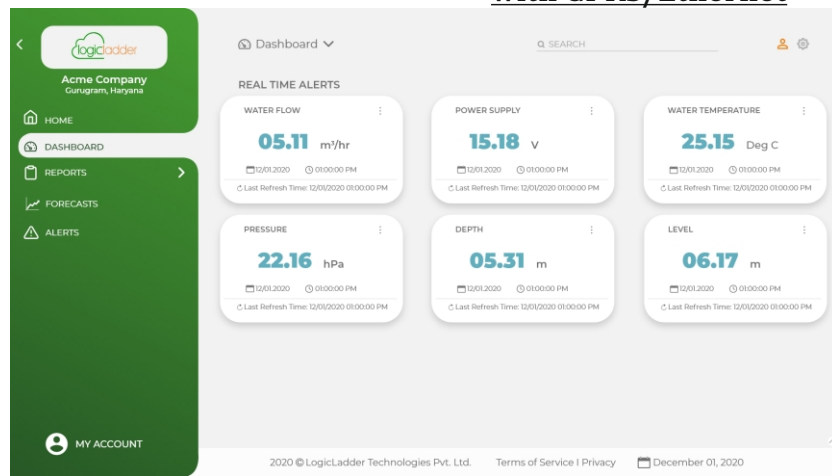 with GPRS/Ethernet
logicladder
Acme Company
Gurugram, Haryana
HOME
DASHBOARD
REPORTS
FORECASTS
ALERTS
MY ACCOUNT
Dashboard
SEARCH
REAL TIME ALERTS
WATER FLOW
05.11 m³/hr
12/01.2020 01:00:00 PM
Last Refresh Time: 12/01/2020 01:00:00 PM
POWER SUPPLY
15.18 V
12/01.2020 01:00:00 PM
Last Refresh Time: 12/01/2020 01:00:00 PM
WATER TEMPERATURE
25.15 Deg C
12/01.2020 01:00:00 PM
Last Refresh Time: 12/01/2020 01:00:00 PM
PRESSURE
22.16 hPa
12/01.2020 01:00:00 PM
Last Refresh Time: 12/01/2020 01:00:00 PM
DEPTH
05.31 m
12/01.2020 01:00:00 PM
Last Refresh Time: 12/01/2020 01:00:00 PM
LEVEL
06.17 m
12/01.2020 01:00:00 PM
Last Refresh Time: 12/01/2020 01:00:00 PM
2020 © LogicLadder Technologies Pvt. Ltd. Terms of Service I Privacy December 01, 2020